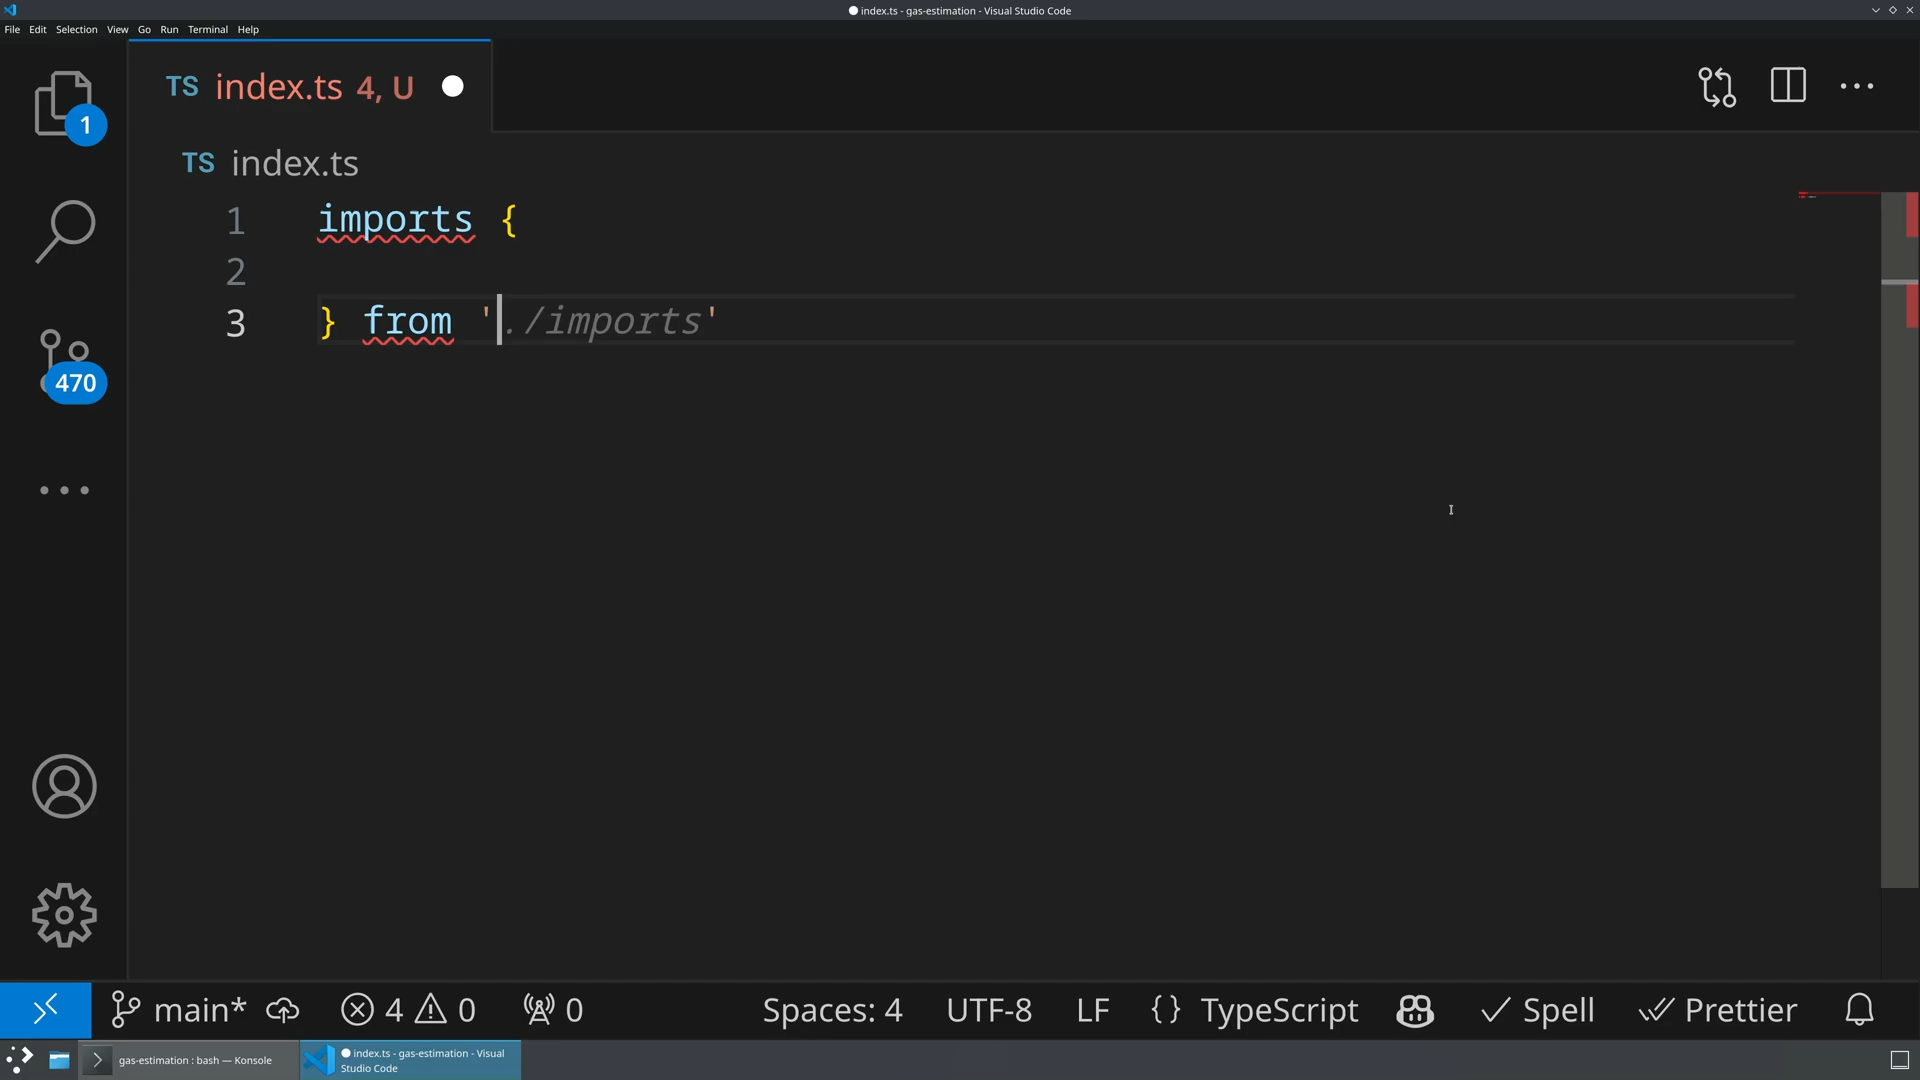 index.ts - gas-estimation - Visual Studio Code
File Edit Selection View Go Run Terminal Help
TS index.ts 4, U
1
TS index.ts
1 imports {
2
3 } from './imports'
470
main* 4 0 0 Spaces: 4 UTF-8 LF {} TypeScript Spell Prettier
gas-estimation : bash — Konsole
index.ts - gas-estimation - Visual
Studio Code